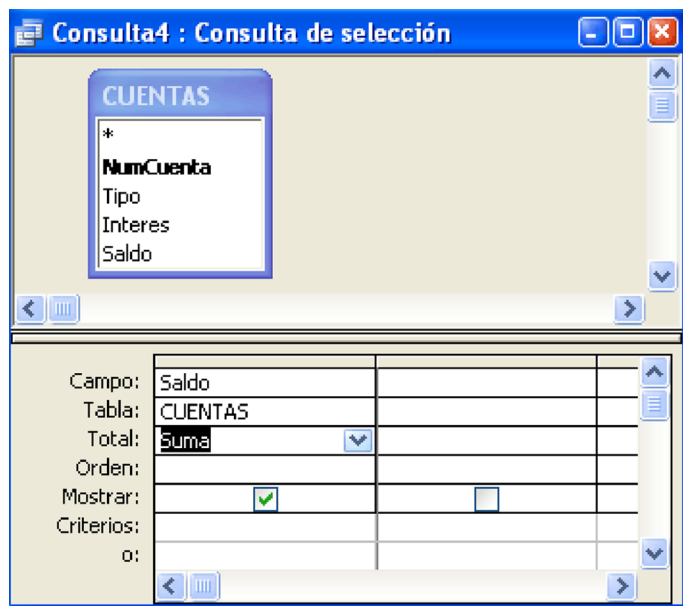 Consulta4 : Consulta de selección
CUENTAS
*
NumCuenta
Tipo
Interes
Saldo
Campo: Saldo
Tabla: CUENTAS
Total: Suma
Orden:
Mostrar:
Criterios:
o: